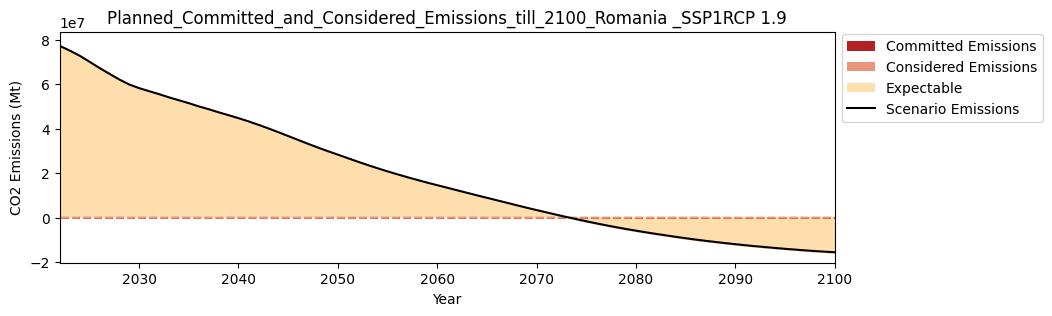 Planned_Committed_and_Considered_Emissions_till_2100_Romania _SSP1RCP 1.9
1e7
8
6
4
2
0
−2
CO2 Emissions (Mt)
2030 2040 2050 2060 2070 2080 2090 2100
Year
Committed Emissions
Considered Emissions
Expectable
Scenario Emissions